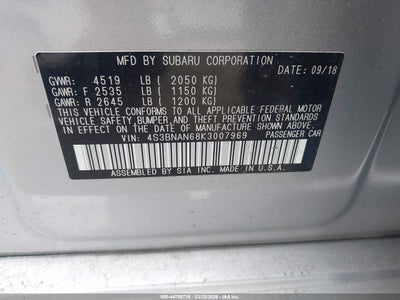 MFD BY SUBARU CORPORATION
DATE: 09/18
GVWR: 4519 LB ( 2050 KG)
GAWR: F 2535 LB ( 1150 KG)
GAWR: R 2645 LB ( 1200 KG)
THIS VEHICLE CONFORMS TO ALL APPLICABLE FEDERAL MOTOR
VEHICLE SAFETY,BUMPER,AND THEFT PREVENTION STANDARDS
IN EFFECT ON THE DATE OF MANUFACTURE SHOWN ABOVE.
VIN: 4S3BNAN68K3007969 PASSENGER CAR
ASSEMBLED BY SIA INC. MADE IN U.S.A.